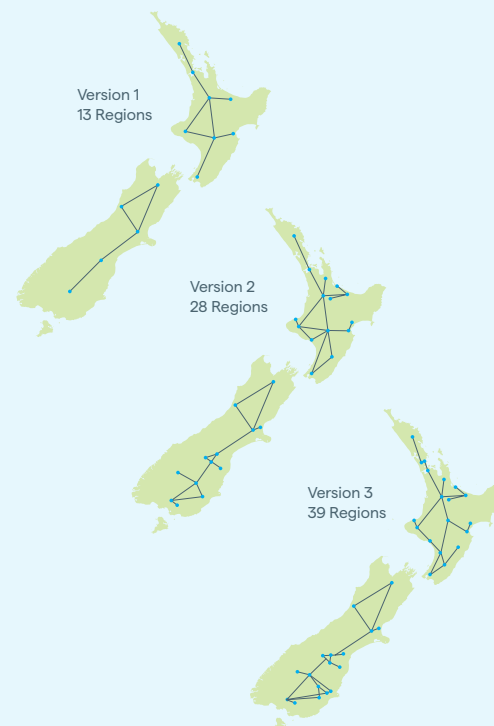 Version 1
13 Regions
Version 2
28 Regions
Version 3
39 Regions